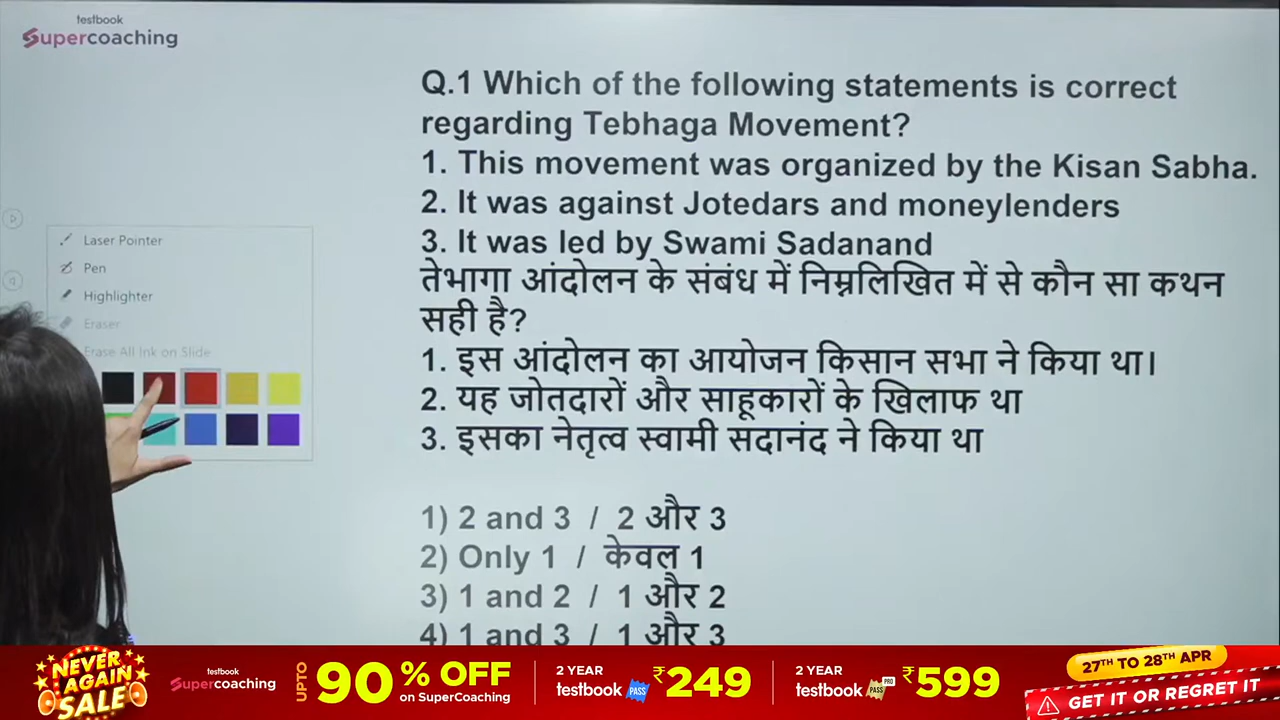 testbook
Supercoaching
Q.1 Which of the following statements is correct
regarding Tebhaga Movement?
1. This movement was organized by the Kisan Sabha.
2. It was against Jotedars and moneylenders
3. It was led by Swami Sadanand
तेभागा आंदोलन के संबंध में निम्नलिखित में से कौन सा कथन
सही है?
1. इस आंदोलन का आयोजन किसान सभा ने किया था।
2. यह जोतदारों और साहूकारों के खिलाफ था
3. इसका नेतृत्व स्वामी सदानंद ने किया था
1) 2 and 3 / 2 और 3
2) Only 1 / केवल 1
3) 1 and 2 / 1 और 2
4) 1 and 3 / 1 और 3
Laser Pointer
Pen
Highlighter
Eraser
Erase All Ink on Slide
NEVER
AGAIN
SALE
testbook
Supercoaching
UPTO
90% OFF
on SuperCoaching
2 YEAR
testbook PASS
₹249
2 YEAR
testbook PASS PRO
₹599
27TH TO 28TH APR
GET IT OR REGRET IT